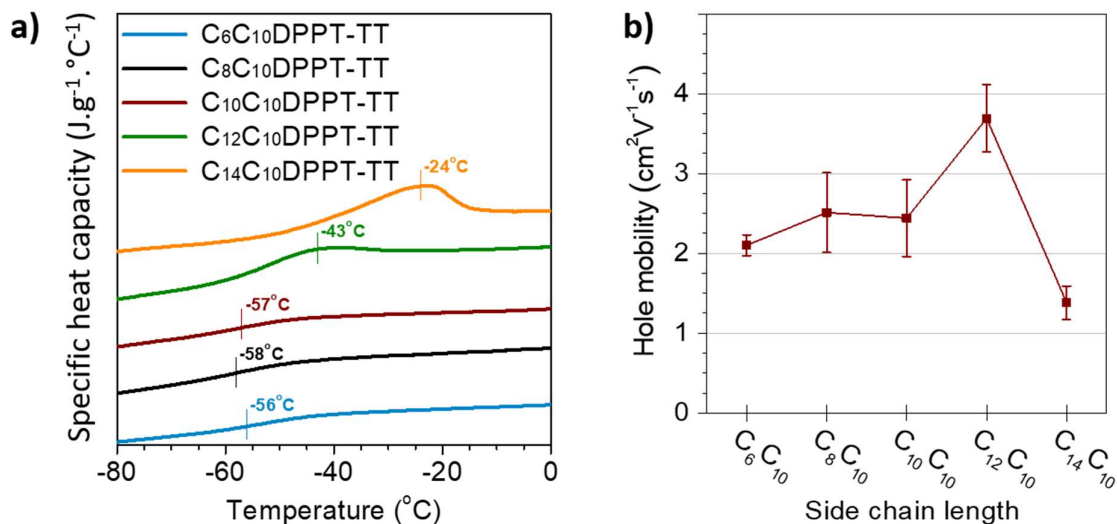 a)
C₆C₁₀DPPT-TT
C₈C₁₀DPPT-TT
C₁₀C₁₀DPPT-TT
C₁₂C₁₀DPPT-TT
C₁₄C₁₀DPPT-TT
-24°C
-43°C
-57°C
-58°C
-56°C
Specific heat capacity (J.g⁻¹.°C⁻¹)
-80 -60 -40 -20 0
Temperature (°C)
b)
Hole mobility (cm²V⁻¹s⁻¹)
4
3
2
1
0
C₆C₁₀ C₈C₁₀ C₁₀C₁₀ C₁₂C₁₀ C₁₄C₁₀
Side chain length